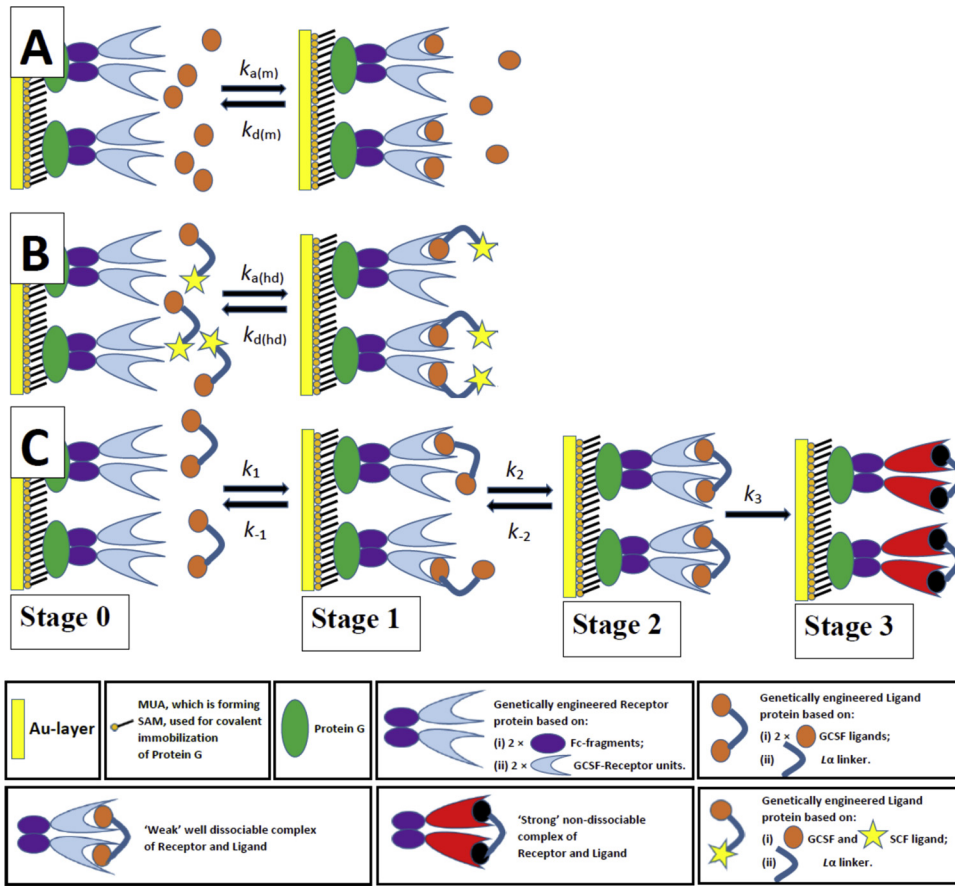 A
ka(m)
kd(m)
B
ka(hd)
kd(hd)
C
k1
k-1
k2
k-2
k3
Stage 0
Stage 1
Stage 2
Stage 3
Au-layer
MUA, which is forming
SAM, used for covalent
immobilization
of Protein G
Protein G
Genetically engineered Receptor
protein based on:
(i) 2 × Fc-fragments;
(ii) 2 × GCSF-Receptor units.
Genetically engineered Ligand
protein based on:
(i) 2 × GCSF ligands;
(ii) Lα linker.
'Weak' well dissociable complex
of Receptor and Ligand
'Strong' non-dissociable
complex of
Receptor and Ligand
Genetically engineered Ligand
protein based on:
(i) GCSF and SCF ligand;
(ii) Lα linker.